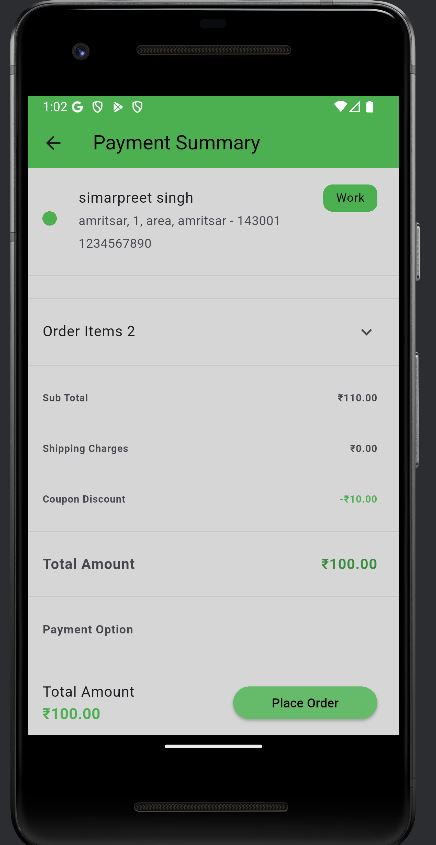 1:02
Payment Summary
simarpreet singh
Work
amritsar, 1, area, amritsar - 143001
1234567890
Order Items 2
Sub Total ₹110.00
Shipping Charges ₹0.00
Coupon Discount -₹10.00
Total Amount ₹100.00
Payment Option
Total Amount
₹100.00
Place Order